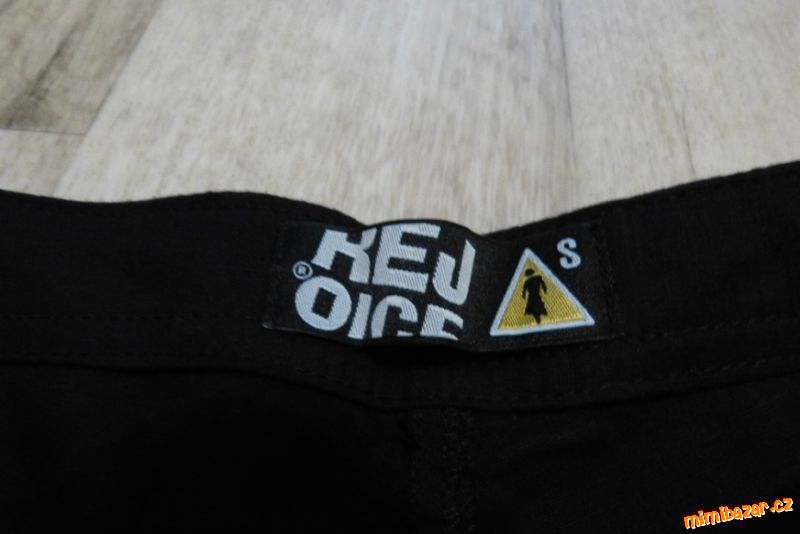 REJ
® OICE
S
mimibazar.cz